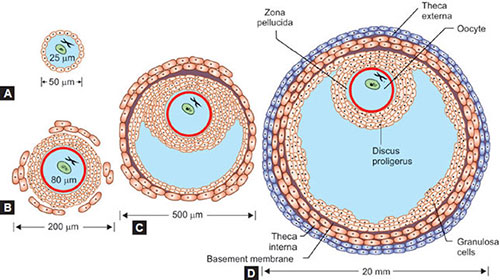 25 μm
50 μm
A
80 μm
B
200 μm
C
500 μm
Zona
pellucida
Theca
externa
Oocyte
Discus
proligerus
Theca
interna
Basement membrane
Granulosa
cells
D
20 mm